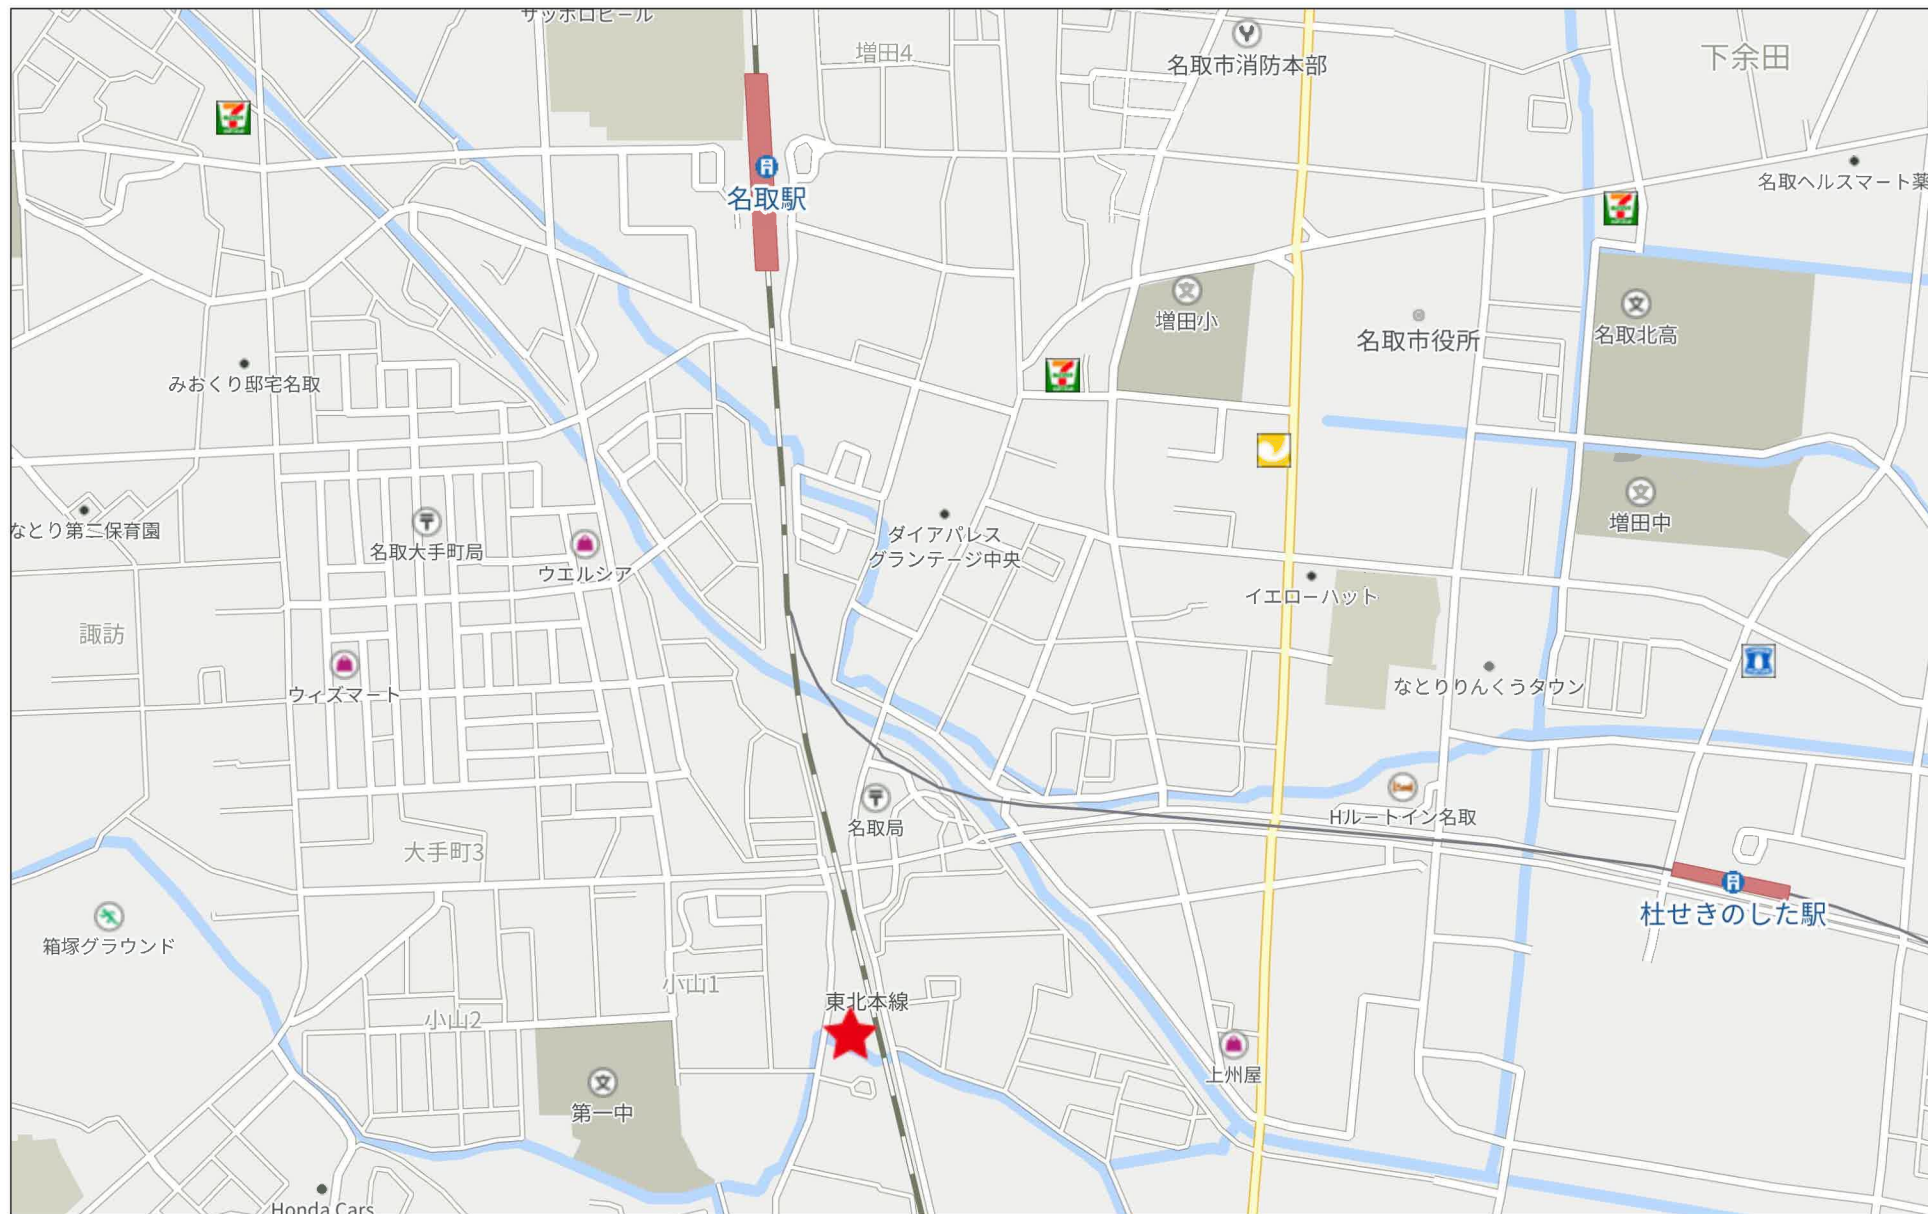 サッポロビール
増田4
名取市消防本部
下余田
名取ヘルスマート薬
名取駅
増田小
名取市役所
名取北高
みおくり邸宅名取
なとり第二保育園
名取大手町局
ウエルシア
ダイアパレス
グランテージ中央
増田中
イエローハット
諏訪
ウィズマート
なとりりんくうタウン
名取局
Hルートイン名取
大手町3
杜せきのした駅
箱塚グラウンド
小山1
東北本線
小山2
上州屋
第一中
Honda Cars